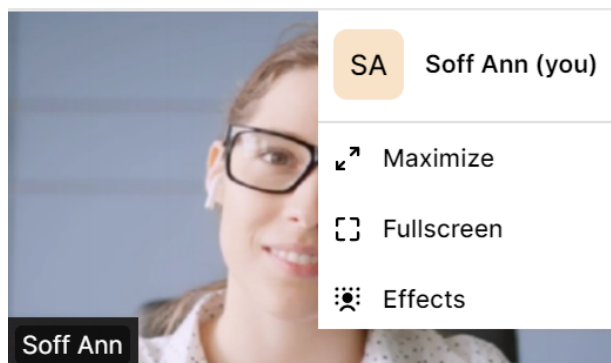 SA
Soff Ann (you)
Maximize
Fullscreen
Effects
Soff Ann